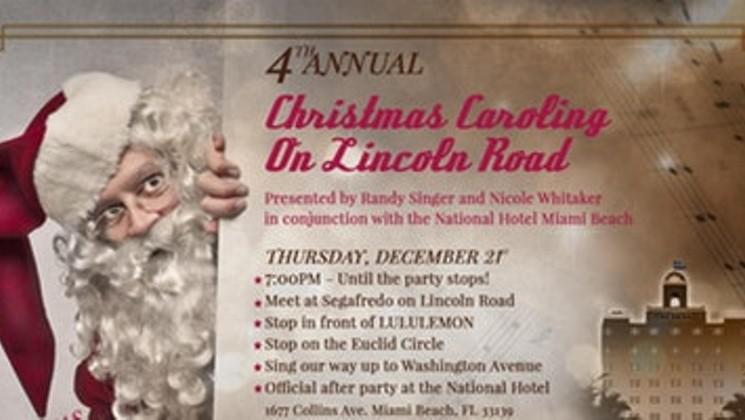 4TH ANNUAL
Christmas Caroling
On Lincoln Road
Presented by Randy Singer and Nicole Whitaker
in conjunction with the National Hotel Miami Beach
THURSDAY, DECEMBER 21st
★ 7:00PM – Until the party stops!
★ Meet at Segafredo on Lincoln Road
★ Stop in front of LULULEMON
★ Stop on the Euclid Circle
★ Sing our way up to Washington Avenue
★ Official after party at the National Hotel
1677 Collins Ave. Miami Beach, FL 33139